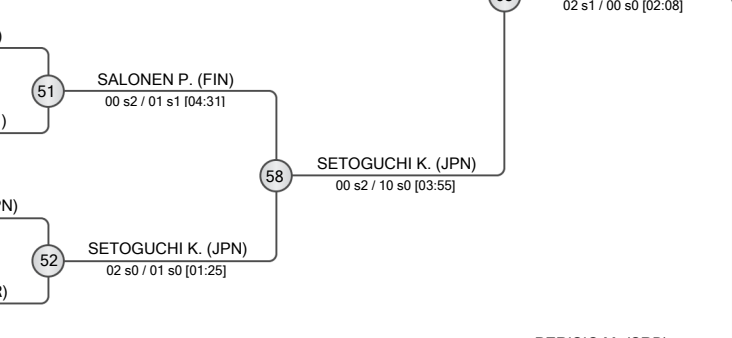 02 s1 / 00 s0 [02:08]
)
51
SALONEN P. (FIN)
00 s2 / 01 s1 [04:31]
)
58
SETOGUCHI K. (JPN)
00 s2 / 10 s0 [03:55]
PN)
52
SETOGUCHI K. (JPN)
02 s0 / 01 s0 [01:25]
)